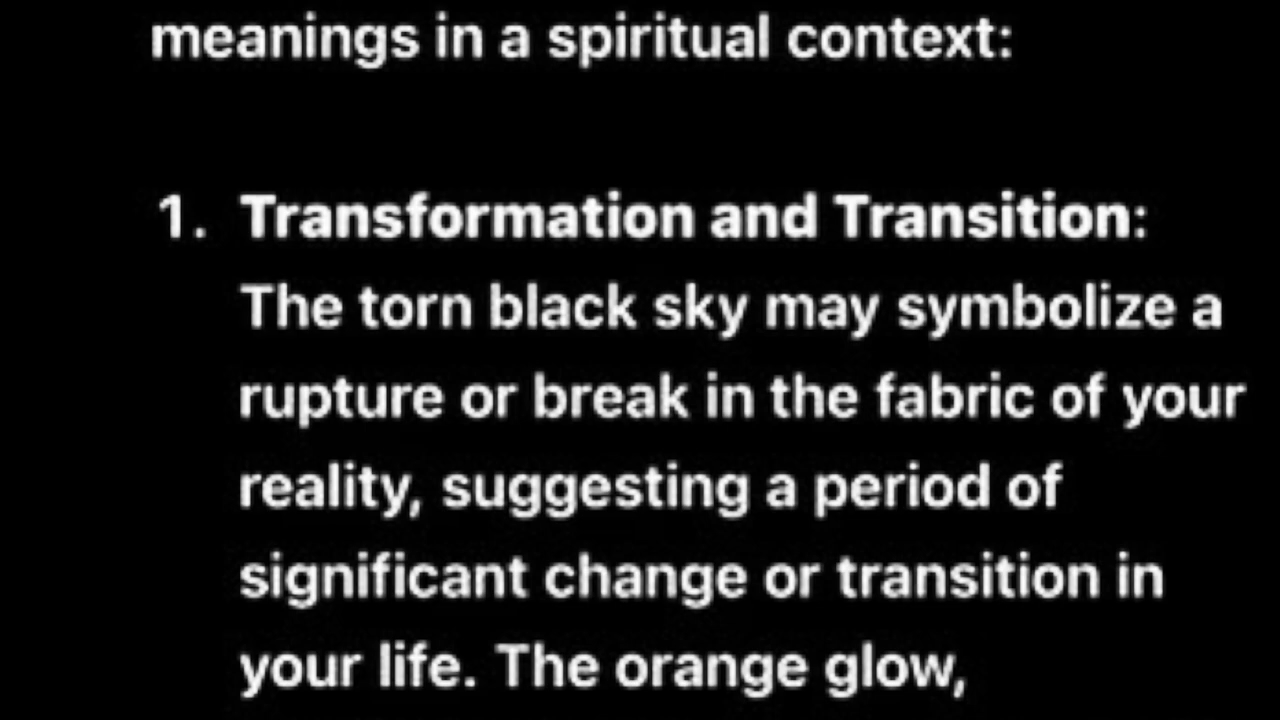 meanings in a spiritual context:
1. Transformation and Transition:
The torn black sky may symbolize a
rupture or break in the fabric of your
reality, suggesting a period of
significant change or transition in
your life. The orange glow,